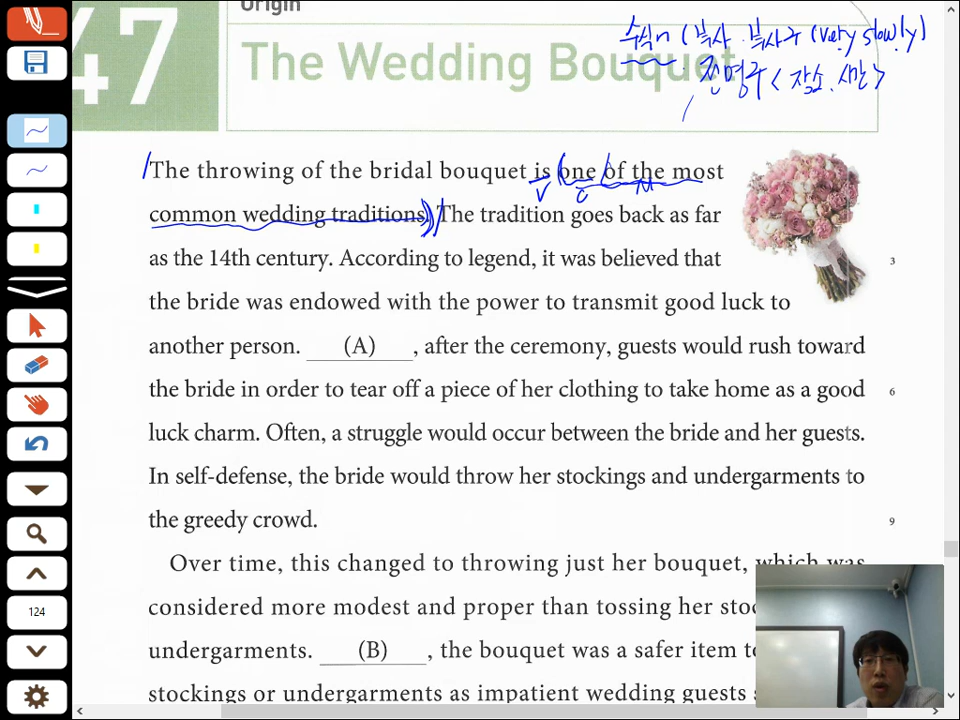 Origin
47
The Wedding Bouquet
수식n (부사. 부사구 (very slowly)
전명구 < 장소. 시간 >
The throwing of the bridal bouquet is one of the most
V C M
common wedding traditions. The tradition goes back as far
as the 14th century. According to legend, it was believed that
3
the bride was endowed with the power to transmit good luck to
another person. (A) , after the ceremony, guests would rush toward
the bride in order to tear off a piece of her clothing to take home as a good
6
luck charm. Often, a struggle would occur between the bride and her guests.
In self-defense, the bride would throw her stockings and undergarments to
the greedy crowd.
9
Over time, this changed to throwing just her bouquet, which was
considered more modest and proper than tossing her
undergarments. (B) , the bouquet was a safer item
stockings or undergarments as impatient wedding guests
124